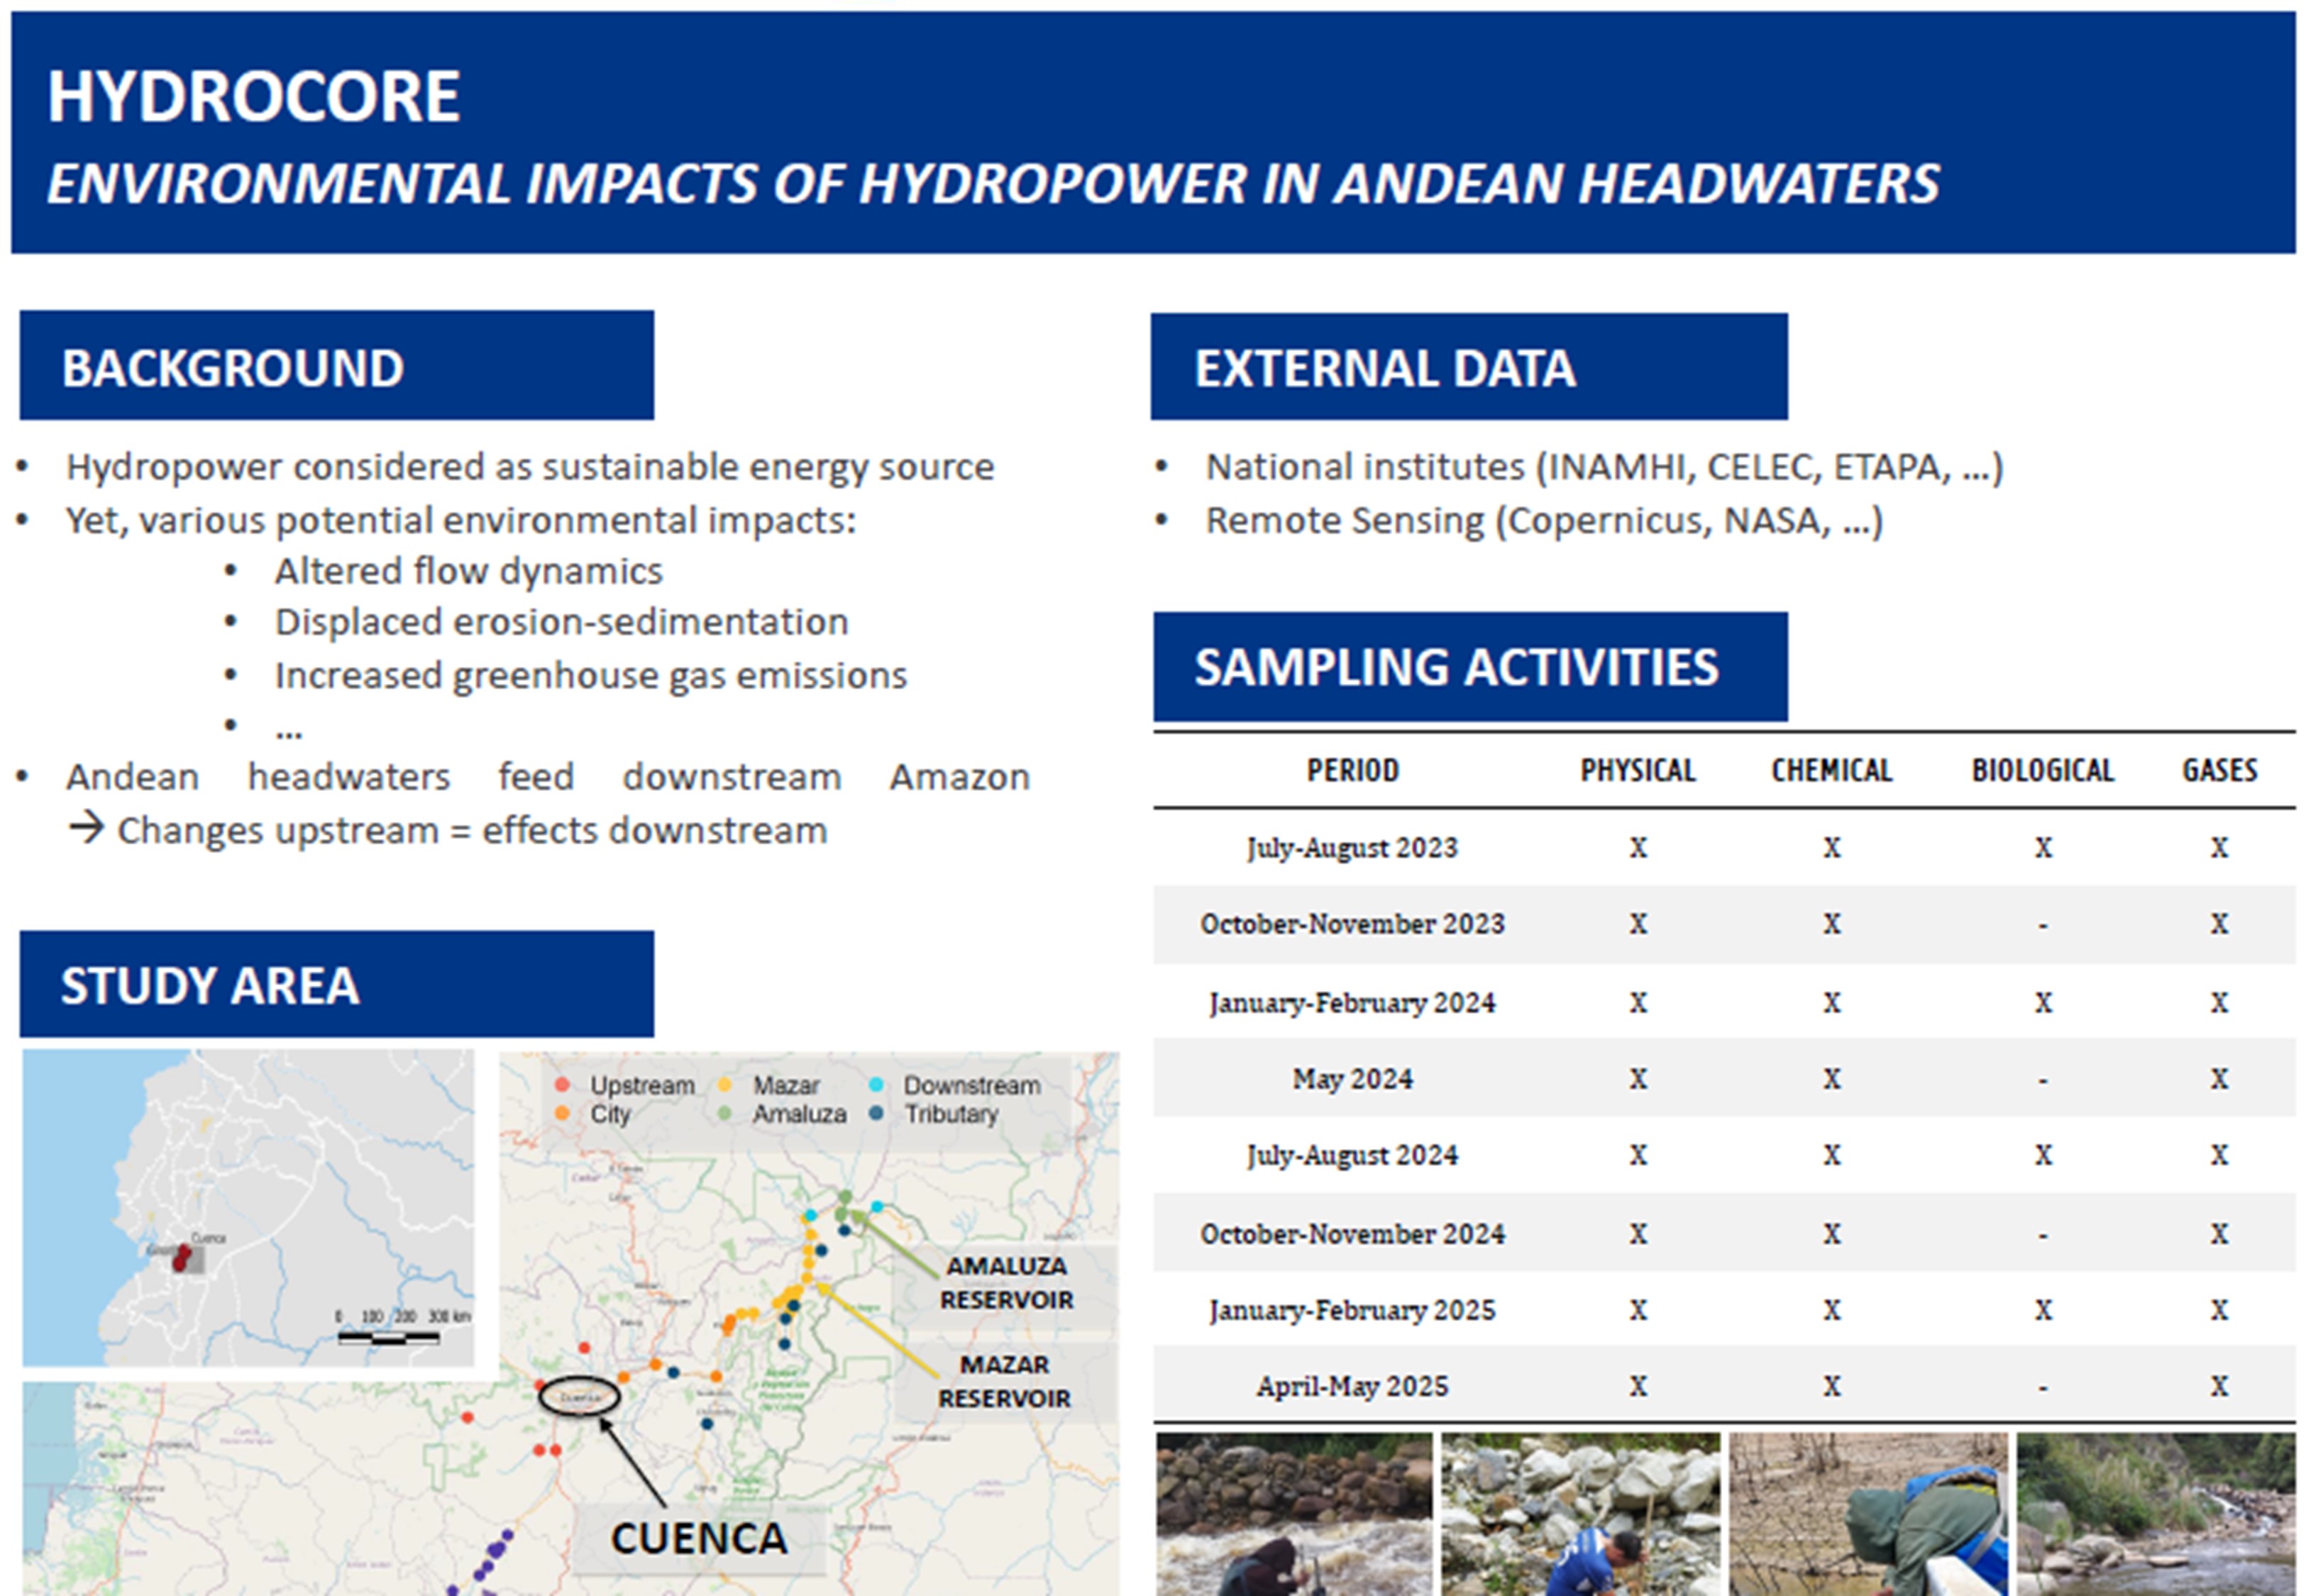 HYDROCORE
ENVIRONMENTAL IMPACTS OF HYDROPOWER IN ANDEAN HEADWATERS
BACKGROUND
• Hydropower considered as sustainable energy source
• Yet, various potential environmental impacts:
• Altered flow dynamics
• Displaced erosion-sedimentation
• Increased greenhouse gas emissions
• ...
• Andean headwaters feed downstream Amazon
→ Changes upstream = effects downstream
STUDY AREA
Cuenca
0 100 200 300 km
Upstream Mazar Downstream
City Amaluza Tributary
AMALUZA
RESERVOIR
MAZAR
RESERVOIR
Cuenca
CUENCA
EXTERNAL DATA
• National institutes (INAMHI, CELEC, ETAPA, ...)
• Remote Sensing (Copernicus, NASA, ...)
SAMPLING ACTIVITIES
PERIOD PHYSICAL CHEMICAL BIOLOGICAL GASES
July-August 2023 X X X X
October-November 2023 X X - X
January-February 2024 X X X X
May 2024 X X - X
July-August 2024 X X X X
October-November 2024 X X - X
January-February 2025 X X X X
April-May 2025 X X - X